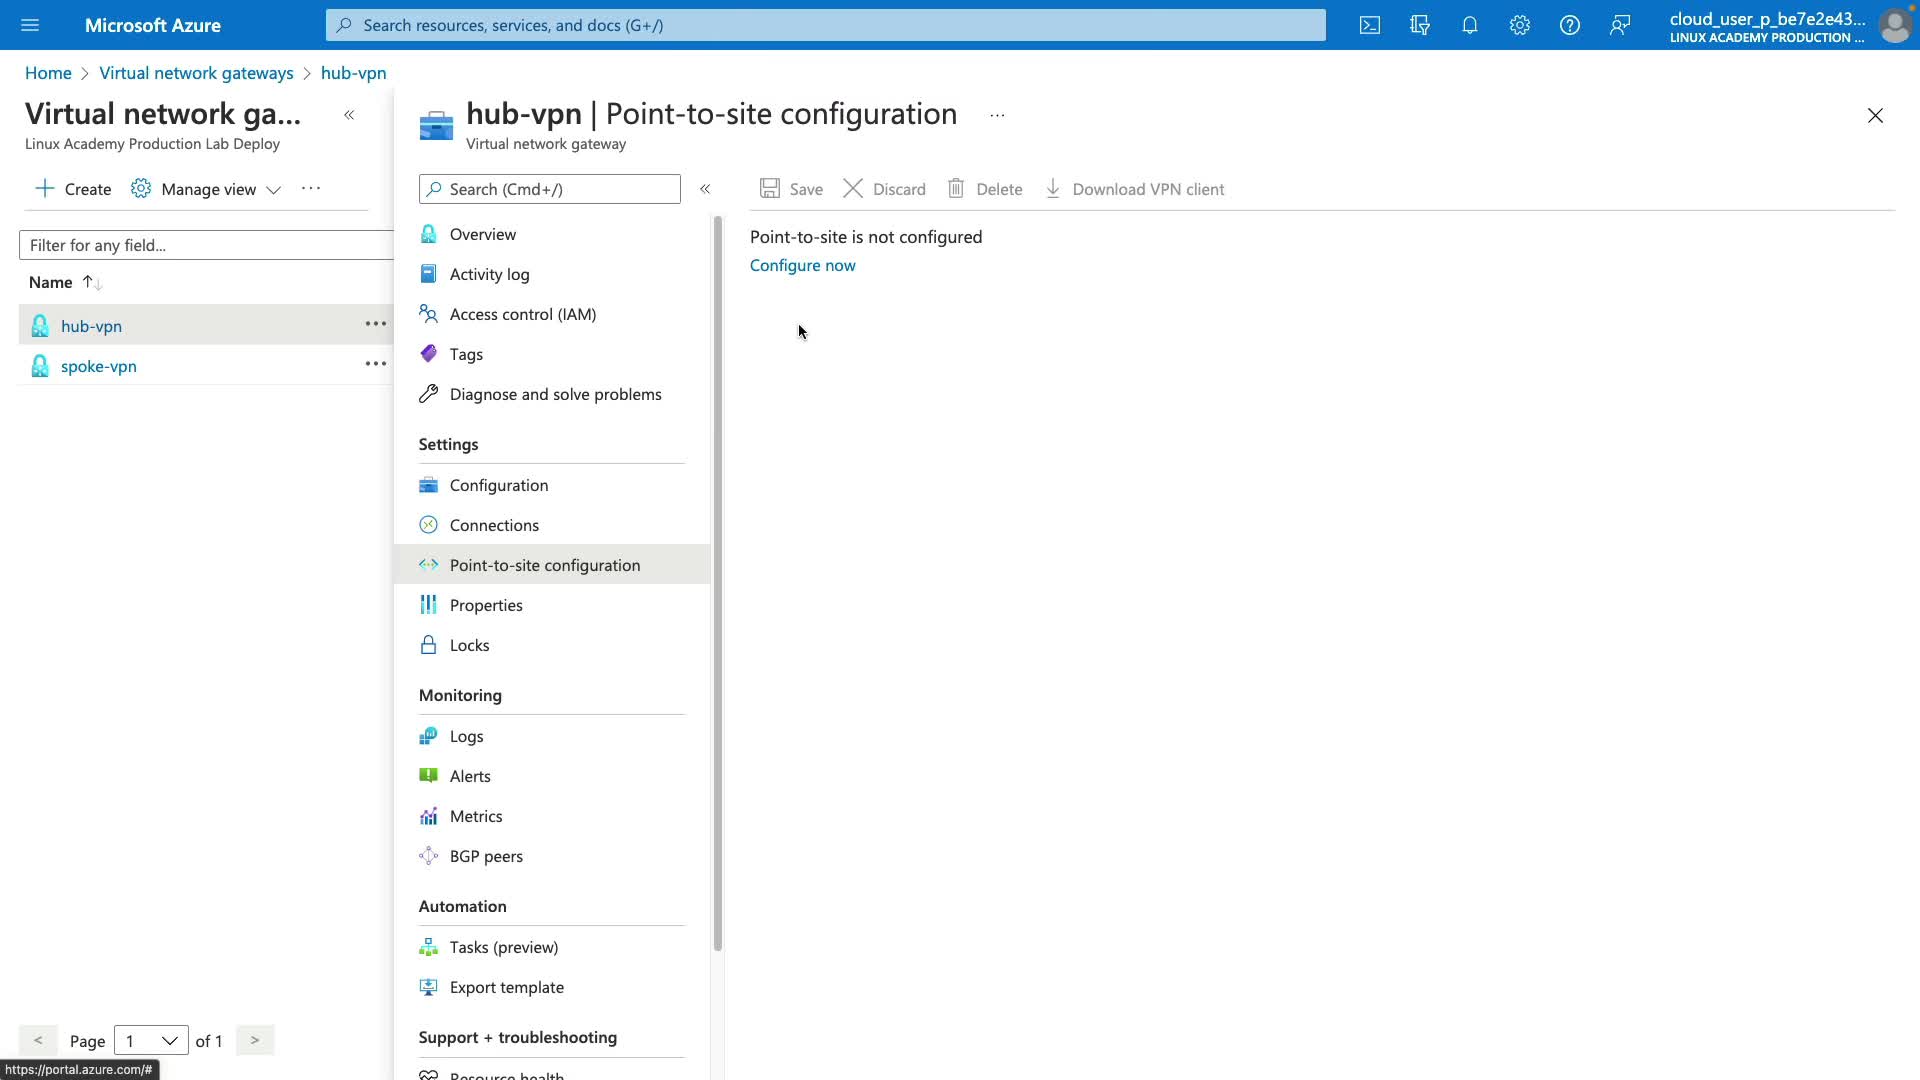 Microsoft Azure
Search resources, services, and docs (G+/)
cloud_user_p_be7e2e43...
LINUX ACADEMY PRODUCTION ...
Home > Virtual network gateways > hub-vpn
Virtual network ga...
Linux Academy Production Lab Deploy
Create
Manage view
Filter for any field...
Name
hub-vpn
spoke-vpn
< Page 1 of 1 >
https://portal.azure.com/#
hub-vpn | Point-to-site configuration
Virtual network gateway
Search (Cmd+/)
Overview
Activity log
Access control (IAM)
Tags
Diagnose and solve problems
Settings
Configuration
Connections
Point-to-site configuration
Properties
Locks
Monitoring
Logs
Alerts
Metrics
BGP peers
Automation
Tasks (preview)
Export template
Support + troubleshooting
Resource health
Save
Discard
Delete
Download VPN client
Point-to-site is not configured
Configure now